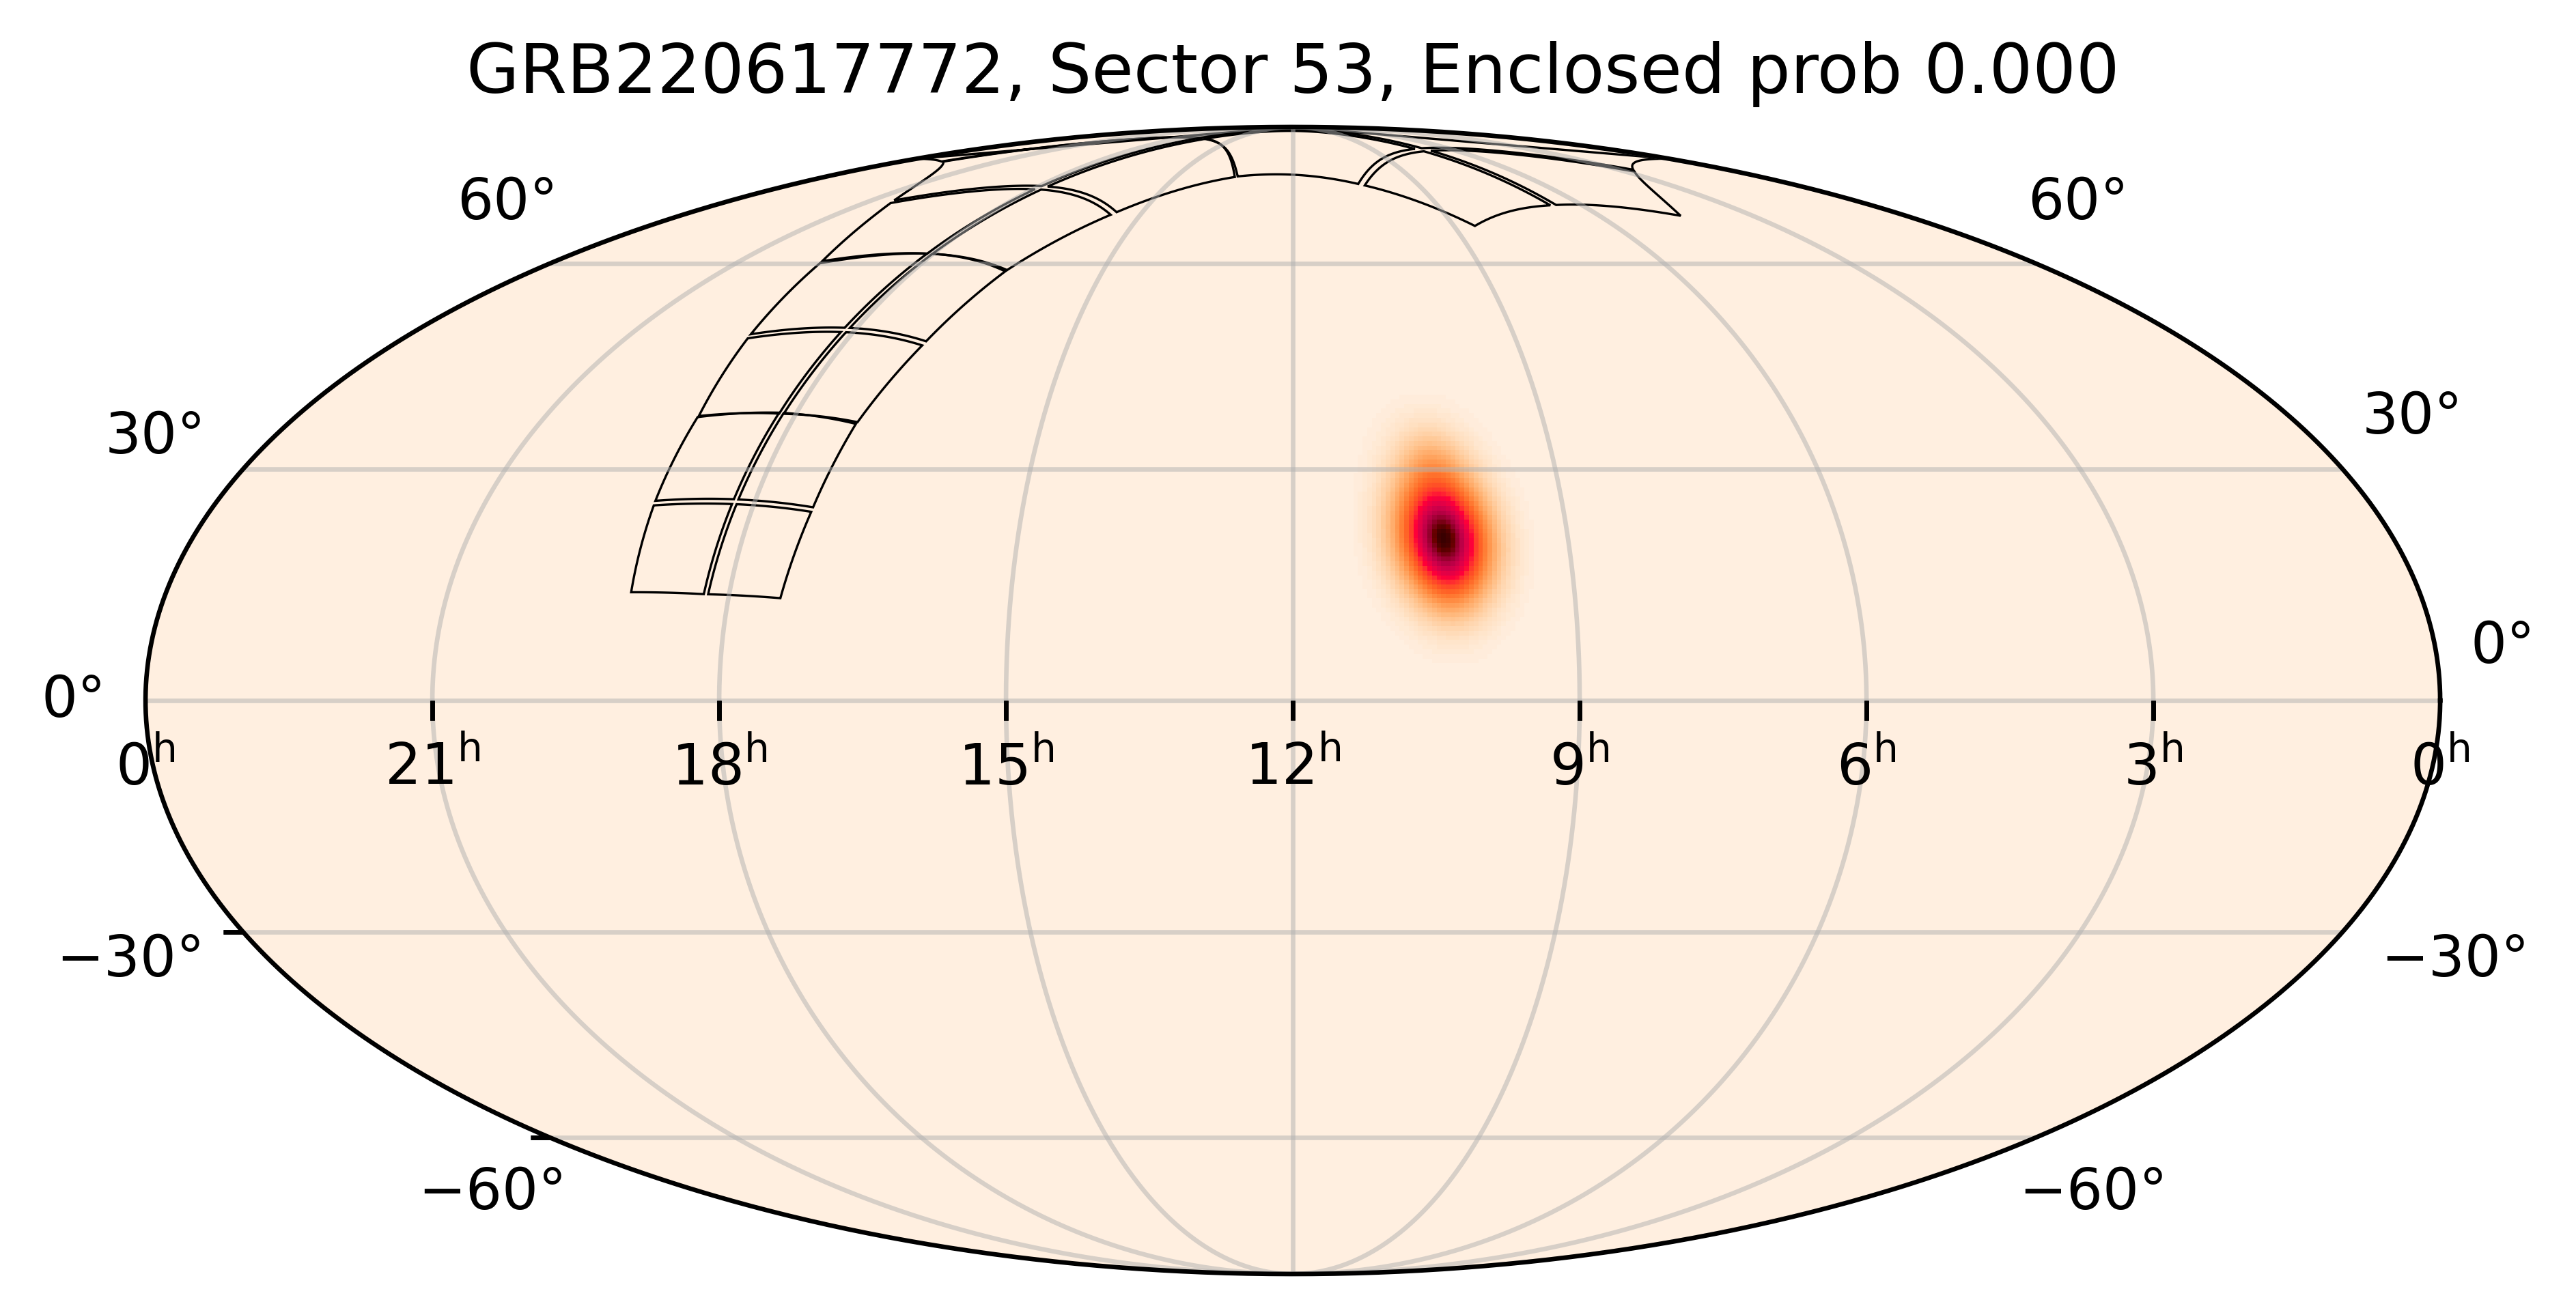 GRB220617772, Sector 53, Enclosed prob 0.000
60° 60°
30° 30°
0° 0°
0ʰ 21ʰ 18ʰ 15ʰ 12ʰ 9ʰ 6ʰ 3ʰ 0ʰ
−30° −30°
−60° −60°